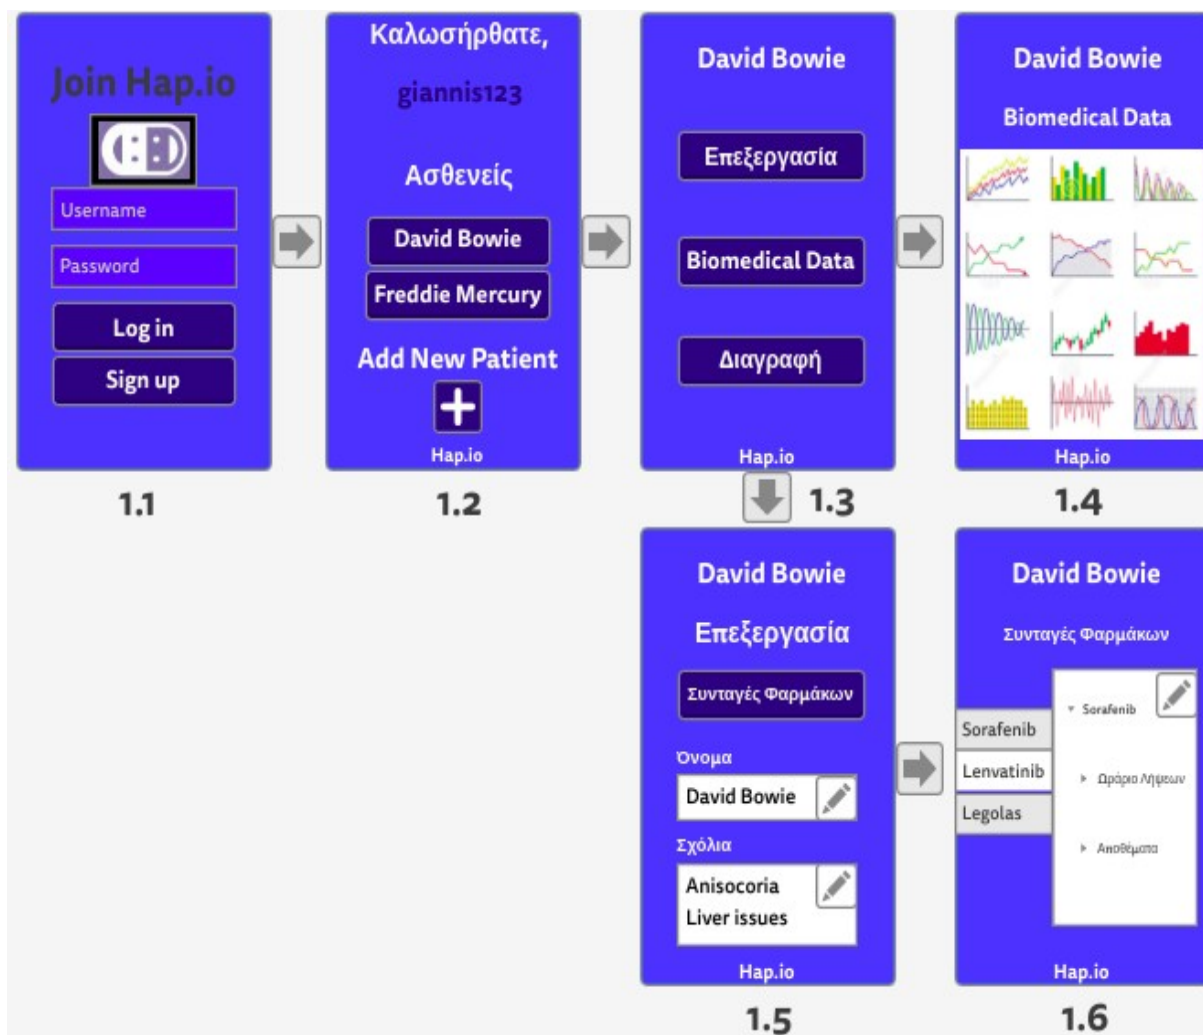 Join Hap.io
Username
Password
Log in
Sign up
1.1
Καλωσήρθατε,
giannis123
Ασθενείς
David Bowie
Freddie Mercury
Add New Patient
Hap.io
1.2
David Bowie
Επεξεργασία
Biomedical Data
Διαγραφή
Hap.io
1.3
David Bowie
Biomedical Data
Hap.io
1.4
David Bowie
Επεξεργασία
Συνταγές Φαρμάκων
Όνομα
David Bowie
Σχόλια
Anisocoria
Liver issues
Hap.io
1.5
David Bowie
Συνταγές Φαρμάκων
Sorafenib
Lenvatinib
Legolas
Sorafenib
Ωράριο Λήψεων
Αποθέματα
Hap.io
1.6